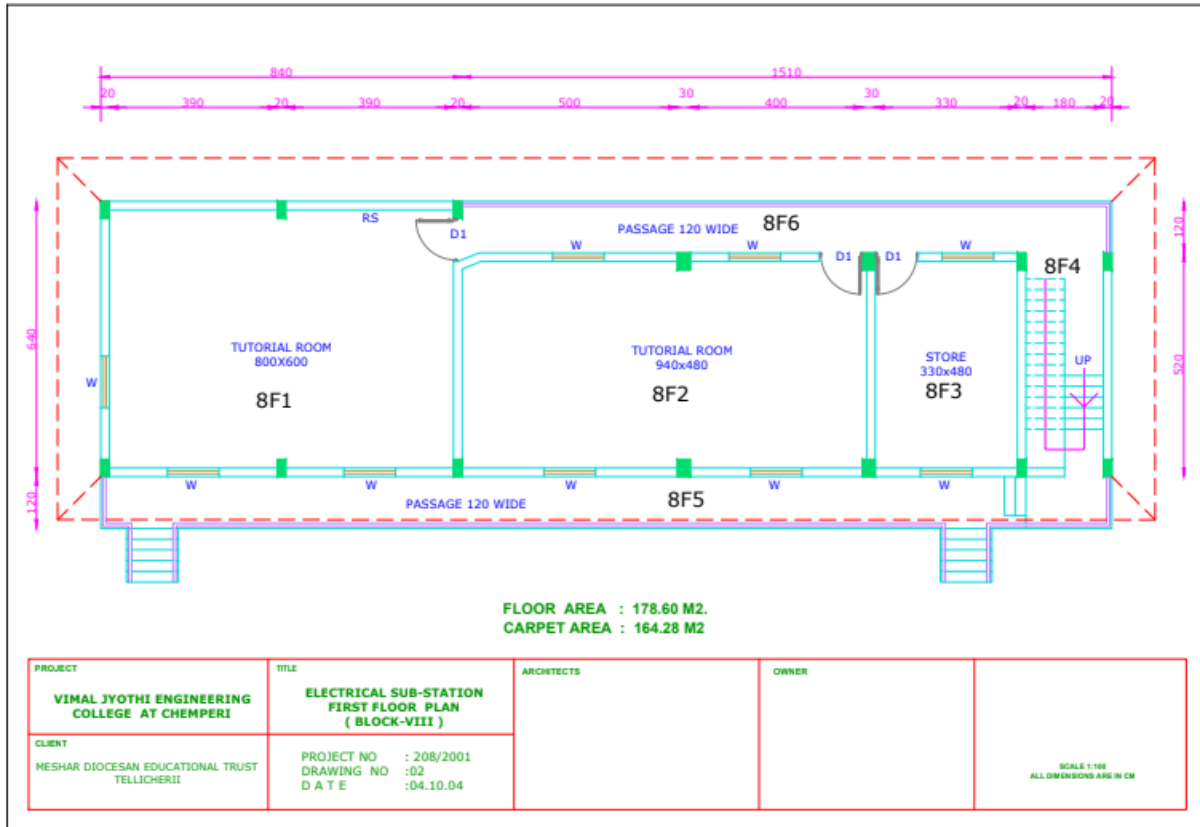 840 1510
20 390 20 390 20 500 30 400 30 330 20 180 20
RS
D1
PASSAGE 120 WIDE
8F6
W
W
D1
D1
W
8F4
120
640
520
120
TUTORIAL ROOM
800X600
8F1
W
TUTORIAL ROOM
940x480
8F2
STORE
330x480
8F3
UP
W
W
W
W
W
PASSAGE 120 WIDE
8F5
FLOOR AREA : 178.60 M2.
CARPET AREA : 164.28 M2
PROJECT
VIMAL JYOTHI ENGINEERING
COLLEGE AT CHEMPERI
CLIENT
MESHAR DIOCESAN EDUCATIONAL TRUST
TELLICHERII
TITLE
ELECTRICAL SUB-STATION
FIRST FLOOR PLAN
( BLOCK-VIII )
PROJECT NO : 208/2001
DRAWING NO :02
D A T E :04.10.04
ARCHITECTS
OWNER
SCALE 1:100
ALL DIMENSIONS ARE IN CM